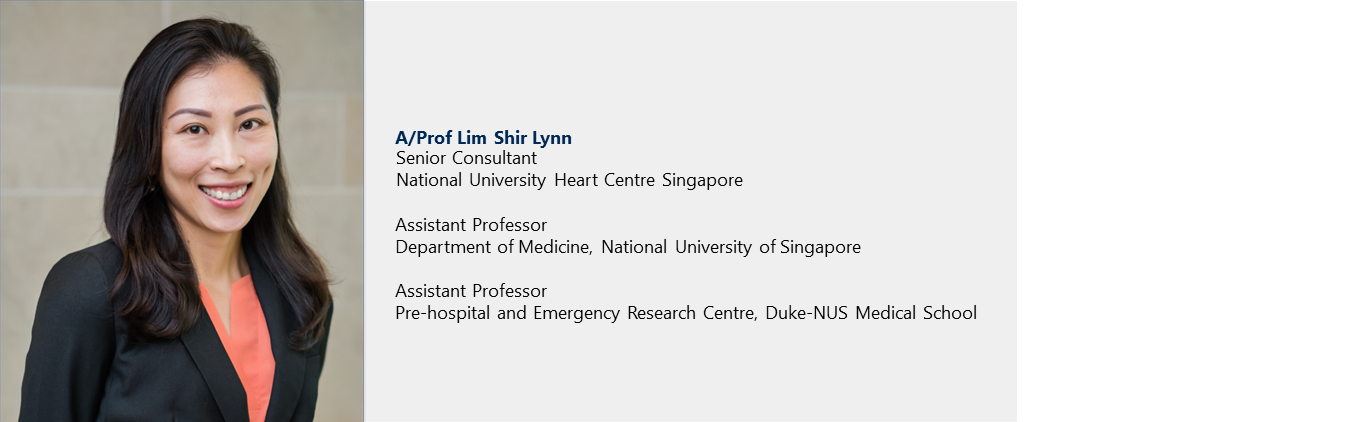 A/Prof Lim Shir Lynn
Senior Consultant
National University Heart Centre Singapore
Assistant Professor
Department of Medicine, National University of Singapore
Assistant Professor
Pre-hospital and Emergency Research Centre, Duke-NUS Medical School